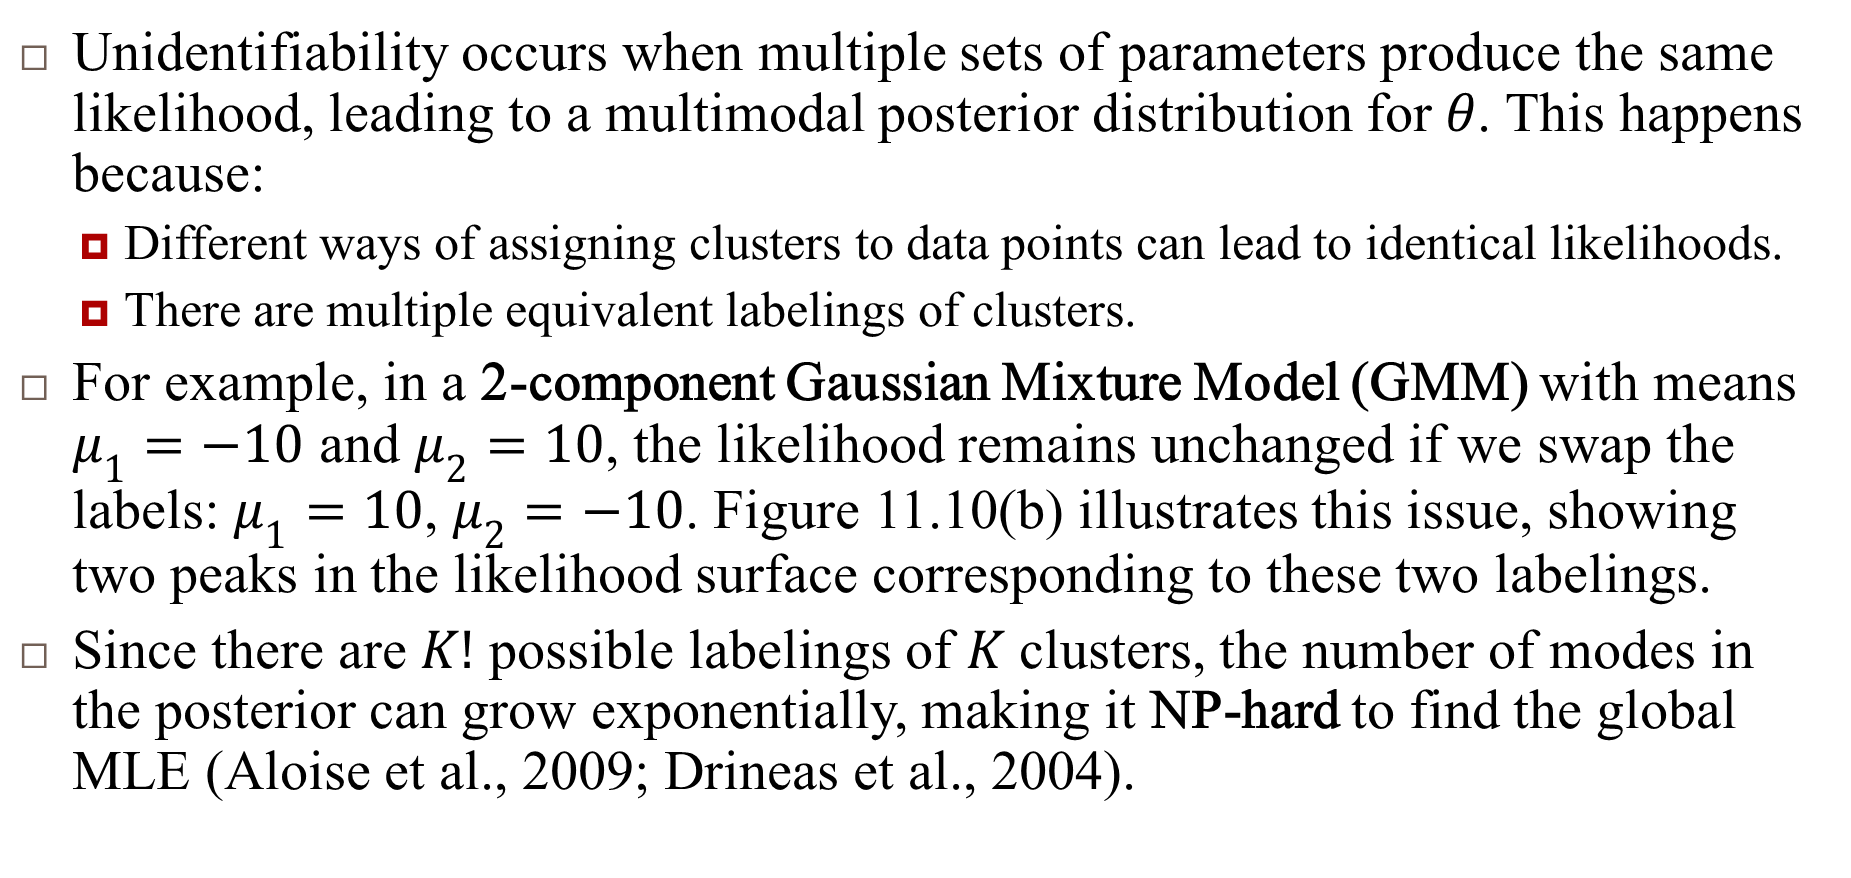 Unidentifiability occurs when multiple sets of parameters produce the same
likelihood, leading to a multimodal posterior distribution for θ. This happens
because:
Different ways of assigning clusters to data points can lead to identical likelihoods.
There are multiple equivalent labelings of clusters.
For example, in a 2-component Gaussian Mixture Model (GMM) with means
μ₁ = −10 and μ₂ = 10, the likelihood remains unchanged if we swap the
labels: μ₁ = 10, μ₂ = −10. Figure 11.10(b) illustrates this issue, showing
two peaks in the likelihood surface corresponding to these two labelings.
Since there are K! possible labelings of K clusters, the number of modes in
the posterior can grow exponentially, making it NP-hard to find the global
MLE (Aloise et al., 2009; Drineas et al., 2004).